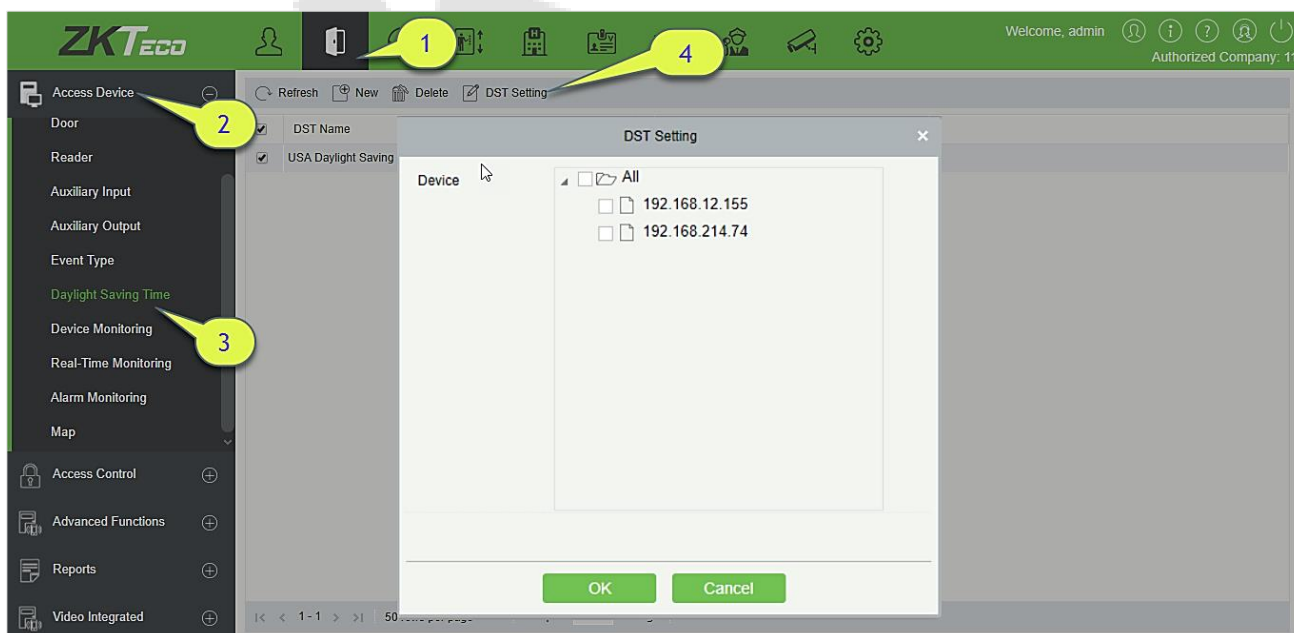 ZKTECO
1
4
Welcome, admin
Authorized Company: 1
Access Device
Refresh New Delete DST Setting
2
Door
DST Name
DST Setting
Reader
USA Daylight Saving
Device
All
Auxiliary Input
192.168.12.155
Auxiliary Output
192.168.214.74
Event Type
Daylight Saving Time
Device Monitoring
3
Real-Time Monitoring
Alarm Monitoring
Map
Access Control
Advanced Functions
Reports
OK Cancel
Video Integrated
1-1 50